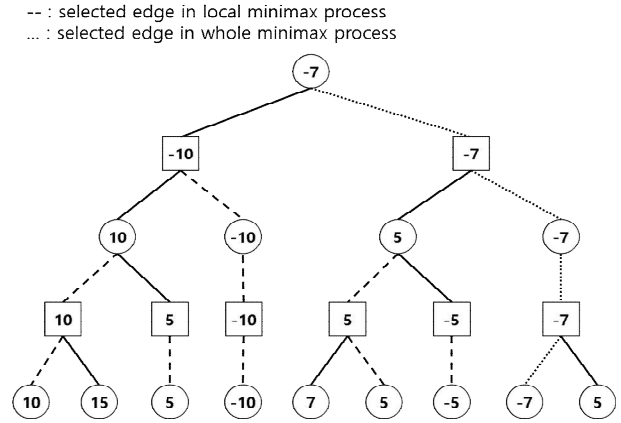 -- : selected edge in local minimax process
... : selected edge in whole minimax process
-7
-10 -7
10 -10 5 -7
10 5 -10 5 -5 -7
10 15 5 -10 7 5 -5 -7 5